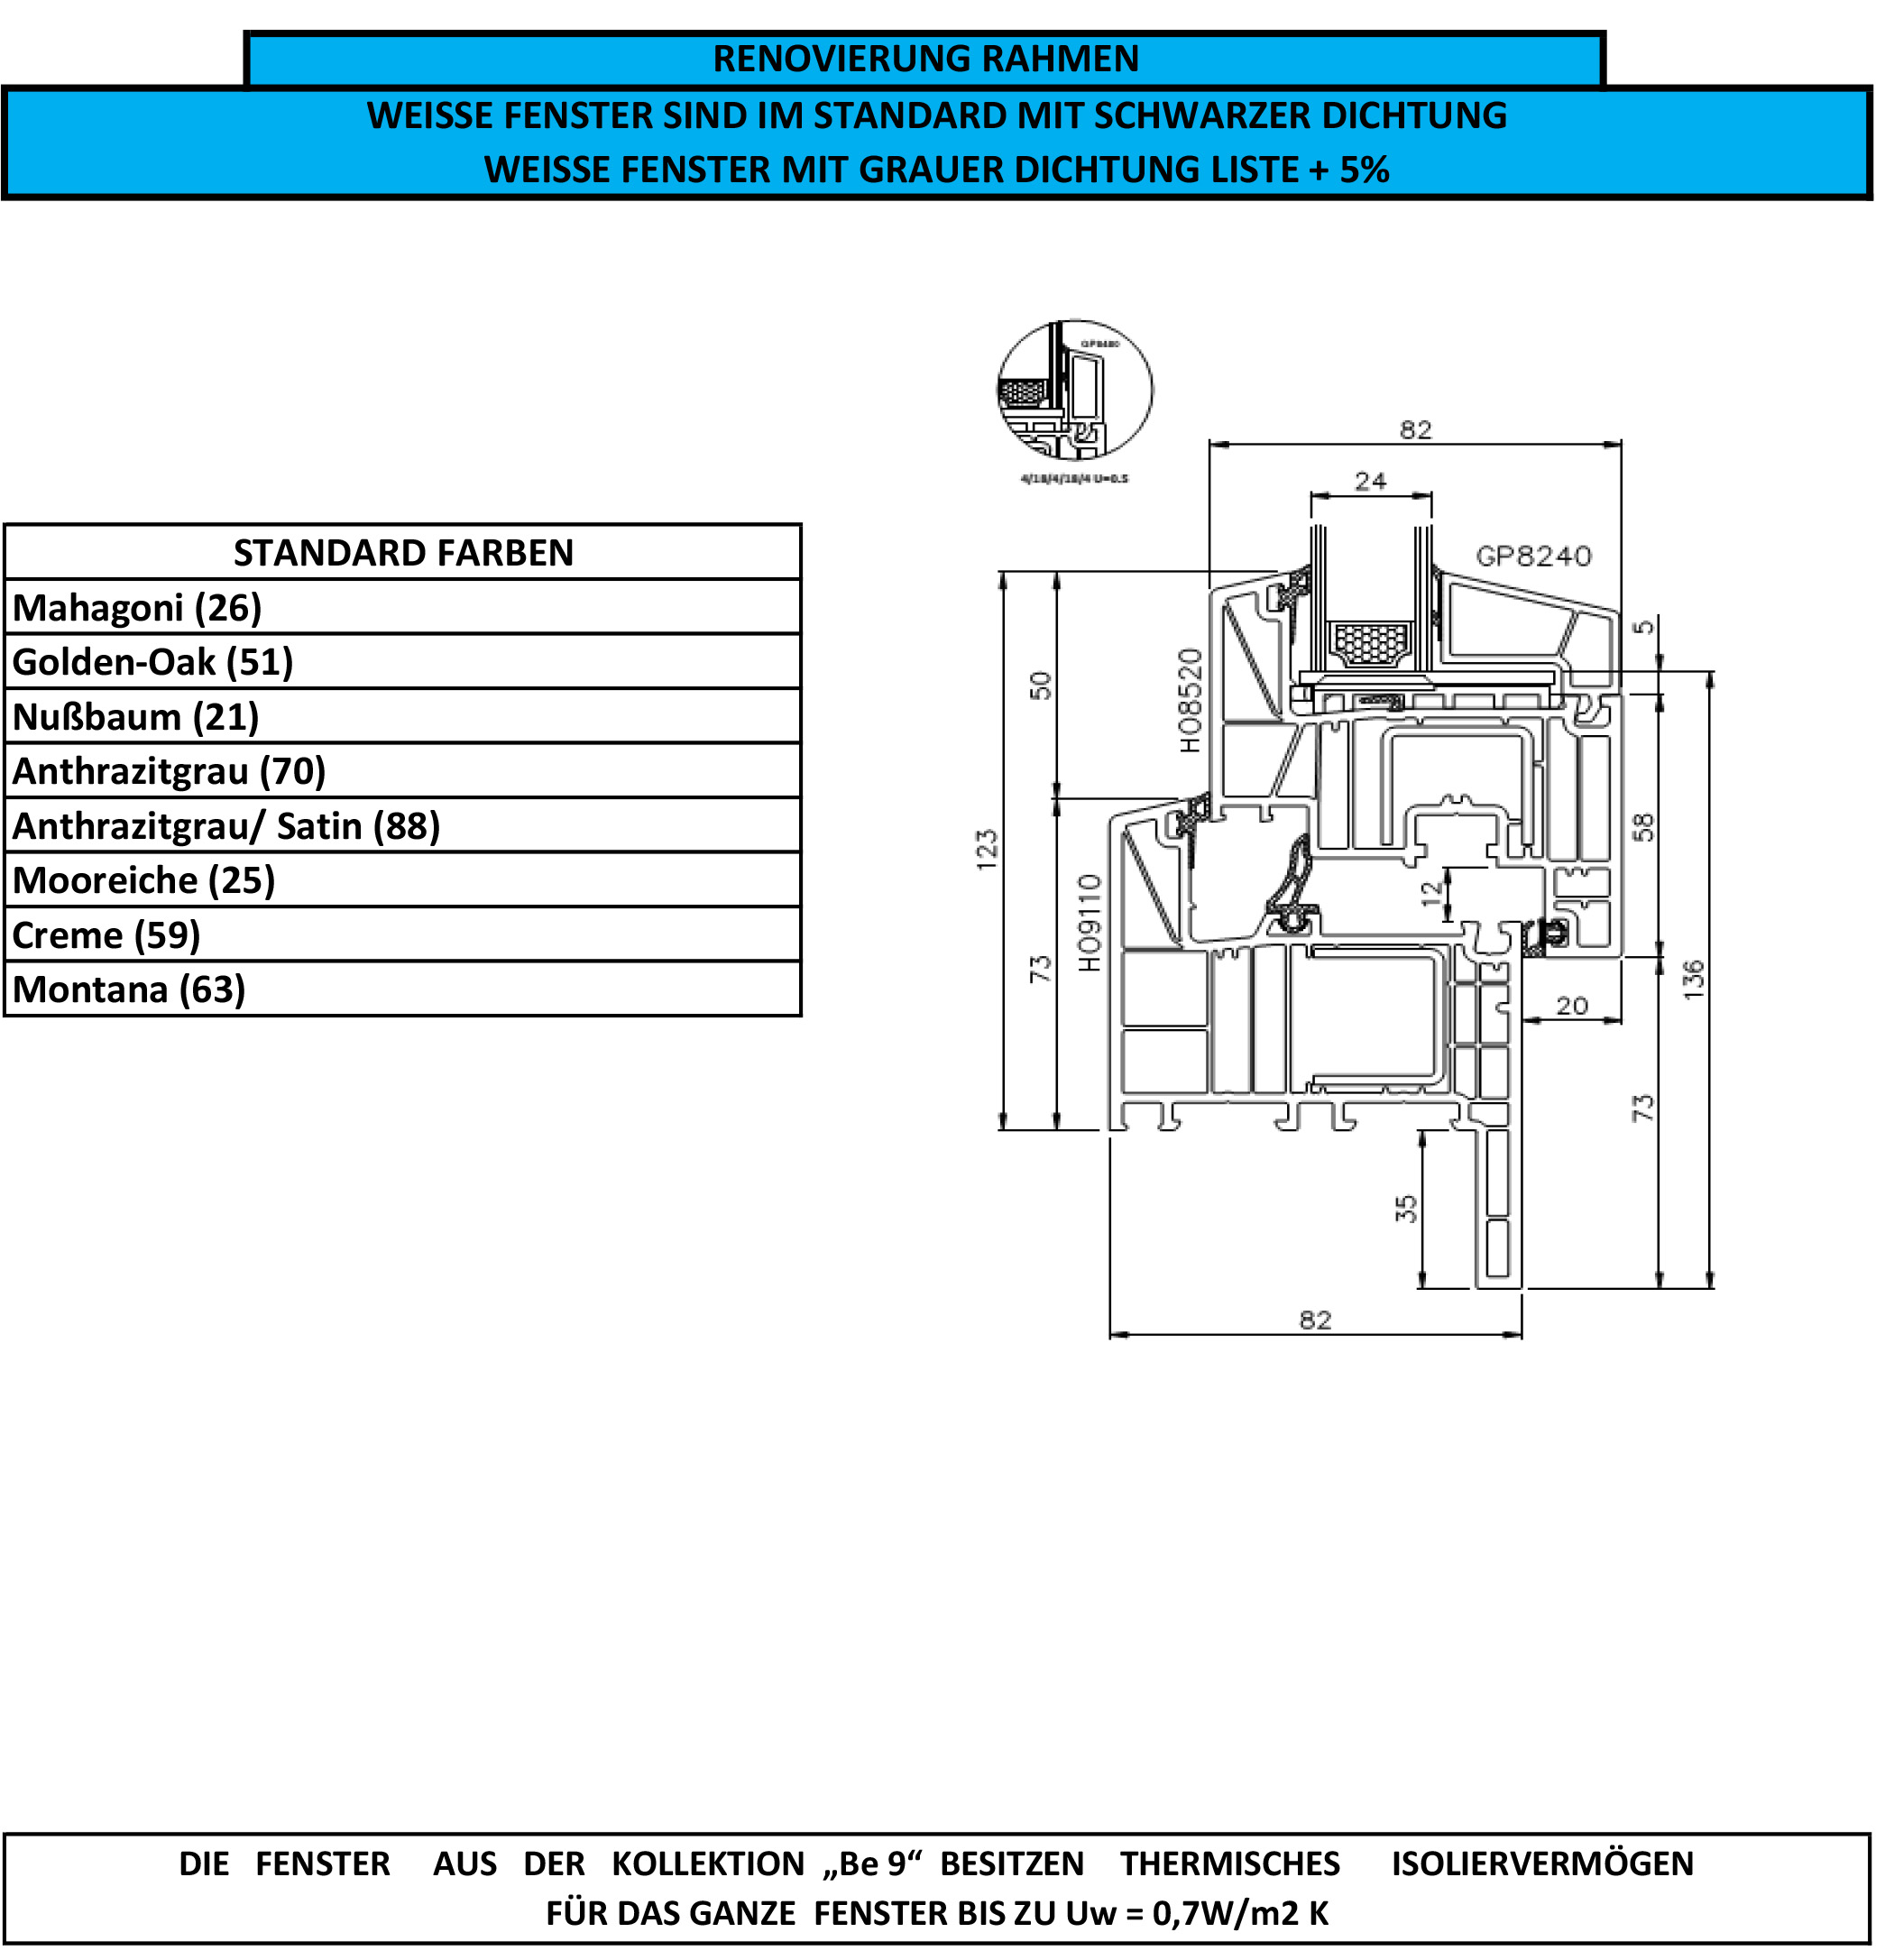 RENOVIERUNG RAHMEN
WEISSE FENSTER SIND IM STANDARD MIT SCHWARZER DICHTUNG
WEISSE FENSTER MIT GRAUER DICHTUNG LISTE + 5%
GP8480
4/18/4/18/4 U=0.5
82
24
GP8240
STANDARD FARBEN
Mahagoni (26)
Golden-Oak (51)
Nußbaum (21)
Anthrazitgrau (70)
Anthrazitgrau/ Satin (88)
Mooreiche (25)
Creme (59)
Montana (63)
5
50
HO8520
123
58
12
HO9110
73
136
20
73
35
82
DIE FENSTER AUS DER KOLLEKTION „Be 9“ BESITZEN THERMISCHES ISOLIERVERMÖGEN
FÜR DAS GANZE FENSTER BIS ZU Uw = 0,7W/m2 K